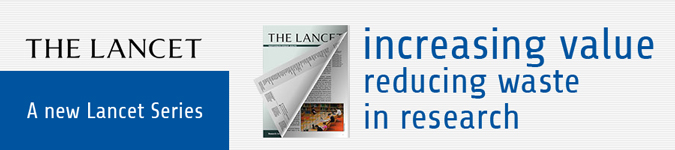 THE LANCET
A new Lancet Series
THE LANCET
increasing value
reducing waste
in research